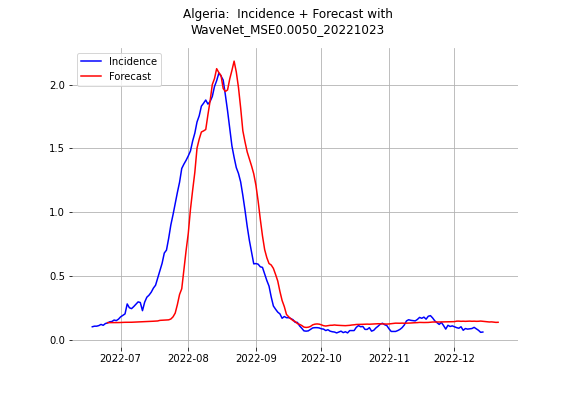 Algeria:  Incidence + Forecast with
WaveNet_MSE0.0050_20221023
Incidence
Forecast
2.0
1.5
1.0
0.5
0.0
2022-07
2022-08
2022-09
2022-10
2022-11
2022-12